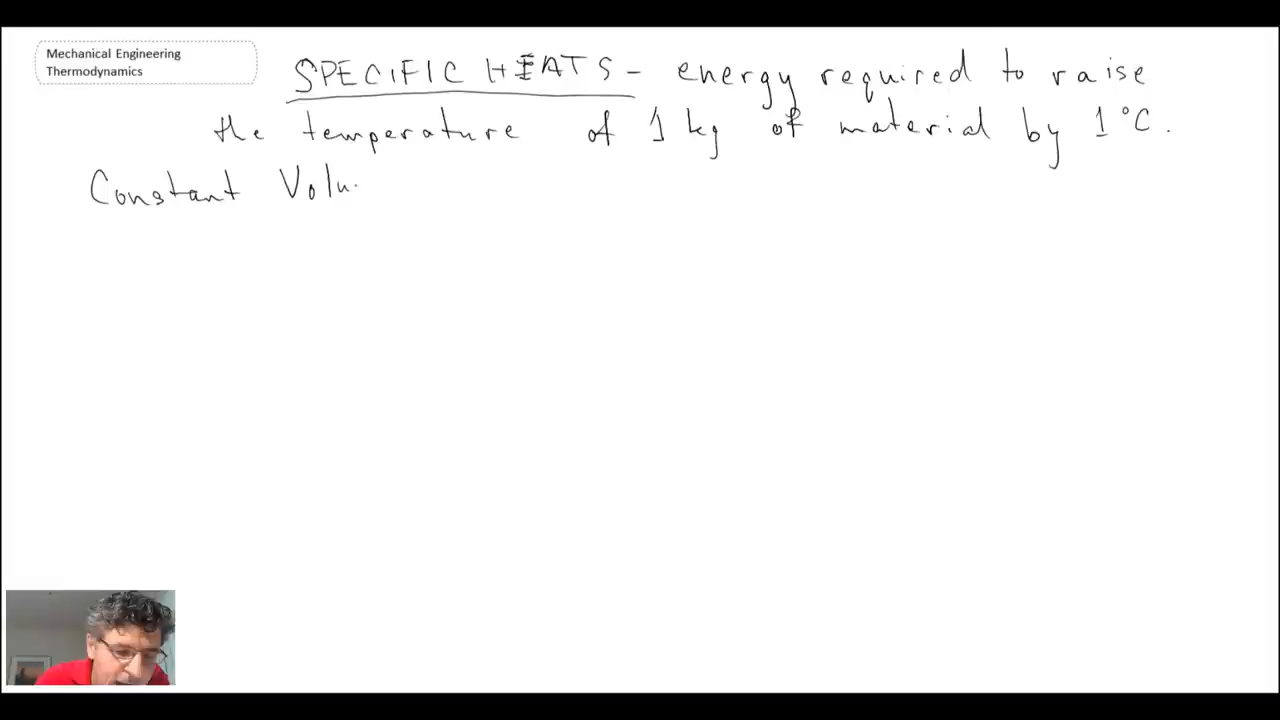 Mechanical Engineering
Thermodynamics
SPECIFIC HEATS - energy required to raise
the temperature of 1 kg of material by 1°C.
Constant Volu